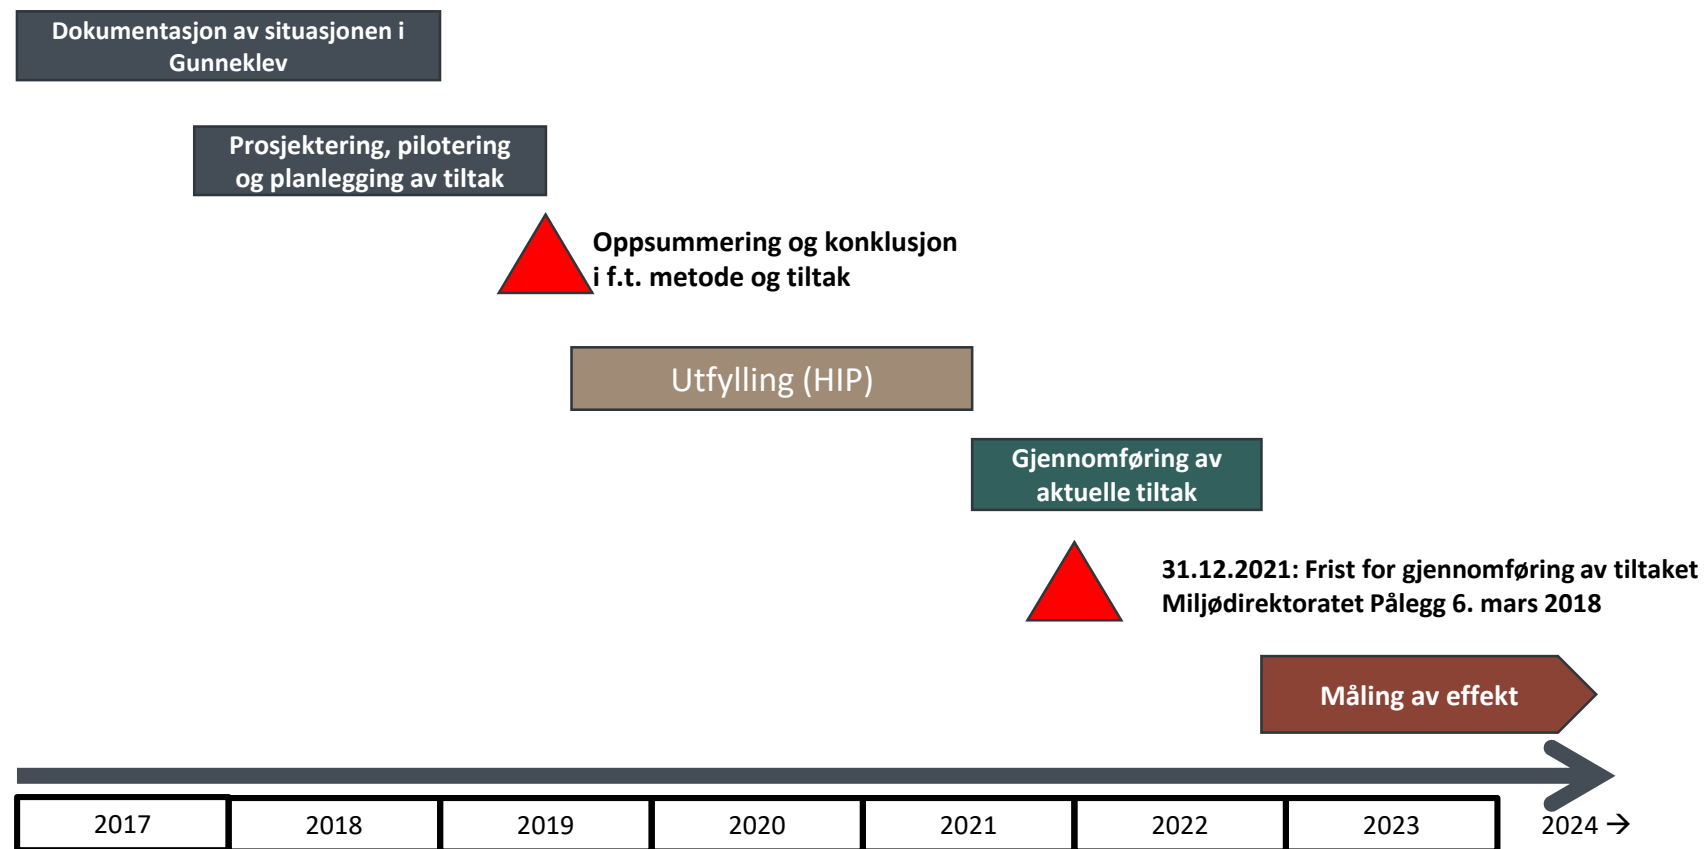 Dokumentasjon av situasjonen i
Gunneklev
Prosjektering, pilotering
og planlegging av tiltak
Oppsummering og konklusjon
i f.t. metode og tiltak
Utfylling (HIP)
Gjennomføring av
aktuelle tiltak
31.12.2021: Frist for gjennomføring av tiltaket
Miljødirektoratet Pålegg 6. mars 2018
Måling av effekt
2017 2018 2019 2020 2021 2022 2023 2024 →